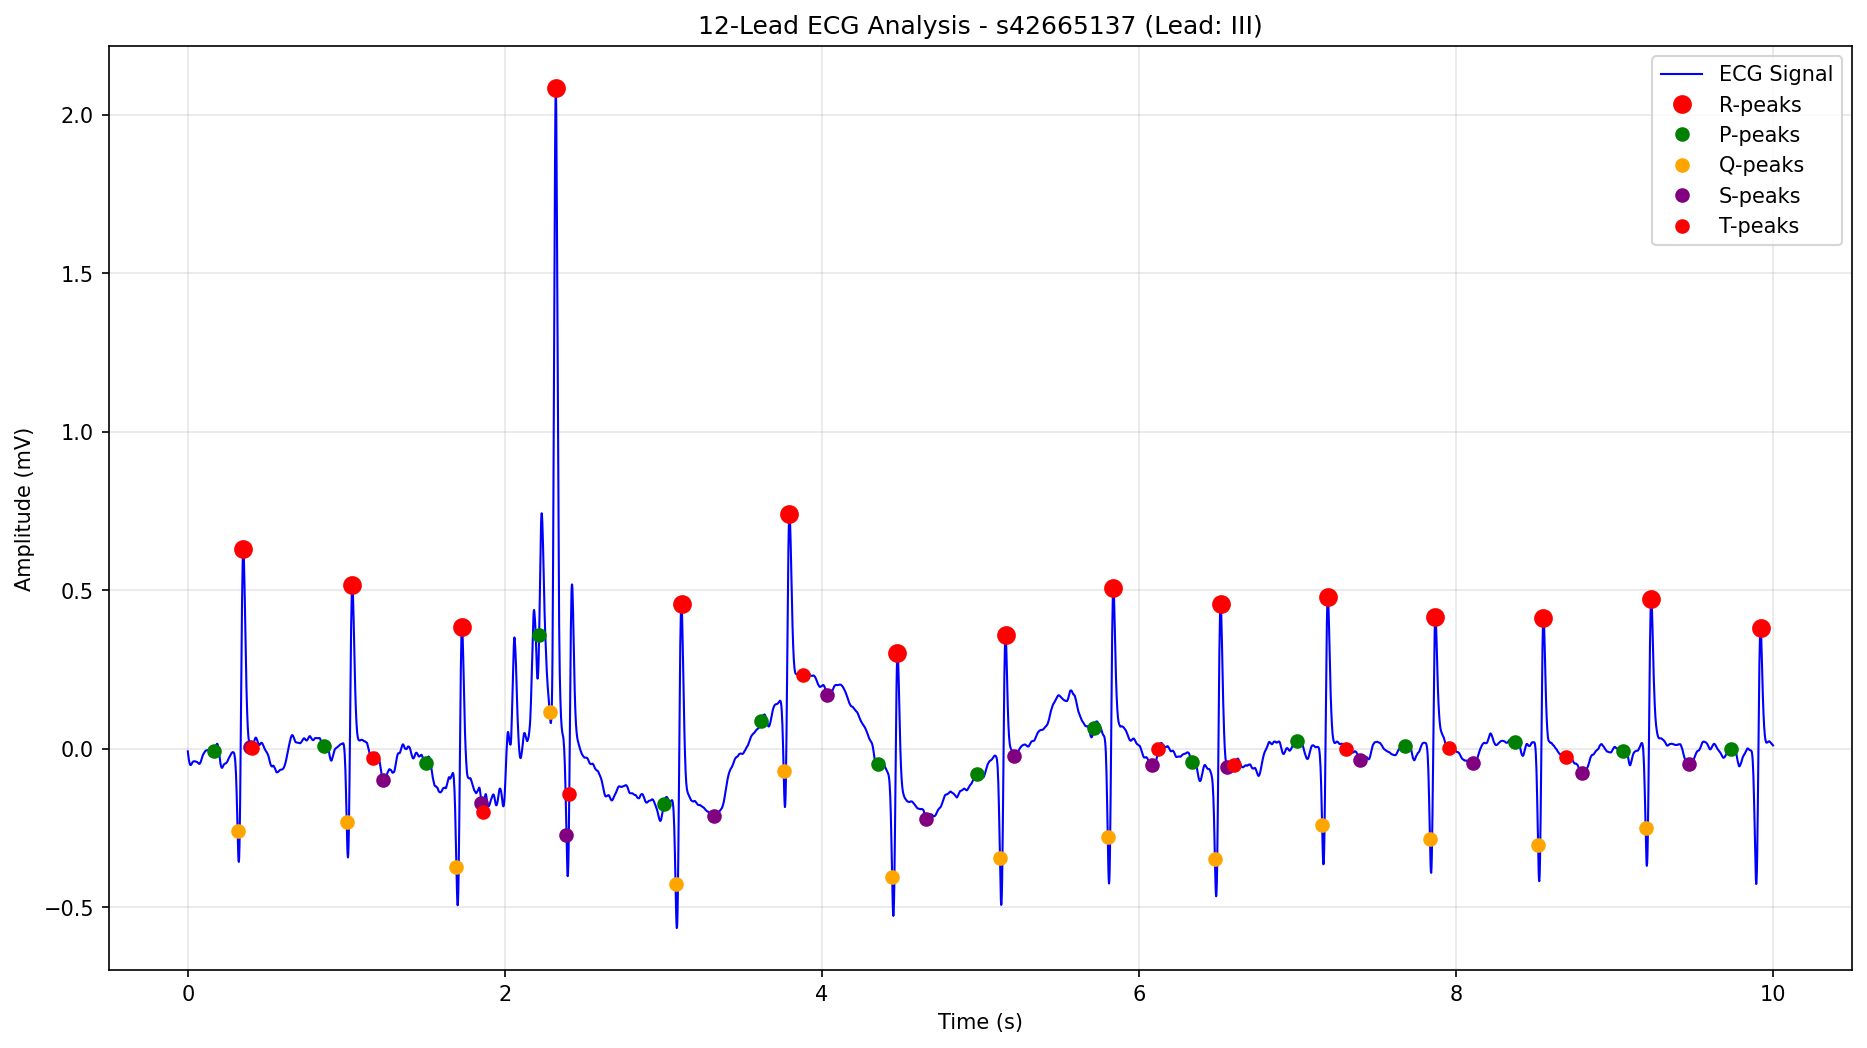 12-Lead ECG Analysis - s42665137 (Lead: III)
ECG Signal
R-peaks
P-peaks
Q-peaks
S-peaks
T-peaks
Amplitude (mV)
2.0
1.5
1.0
0.5
0.0
−0.5
0 2 4 6 8 10
Time (s)